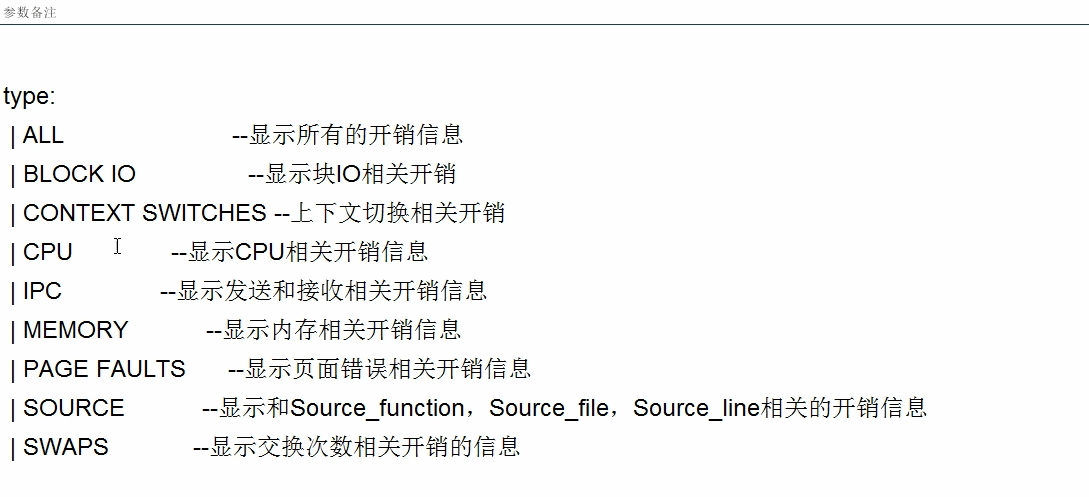 参数备注
type:
| ALL --显示所有的开销信息
| BLOCK IO --显示块IO相关开销
| CONTEXT SWITCHES --上下文切换相关开销
| CPU --显示CPU相关开销信息
| IPC --显示发送和接收相关开销信息
| MEMORY --显示内存相关开销信息
| PAGE FAULTS --显示页面错误相关开销信息
| SOURCE --显示和Source_function，Source_file，Source_line相关的开销信息
| SWAPS --显示交换次数相关开销的信息